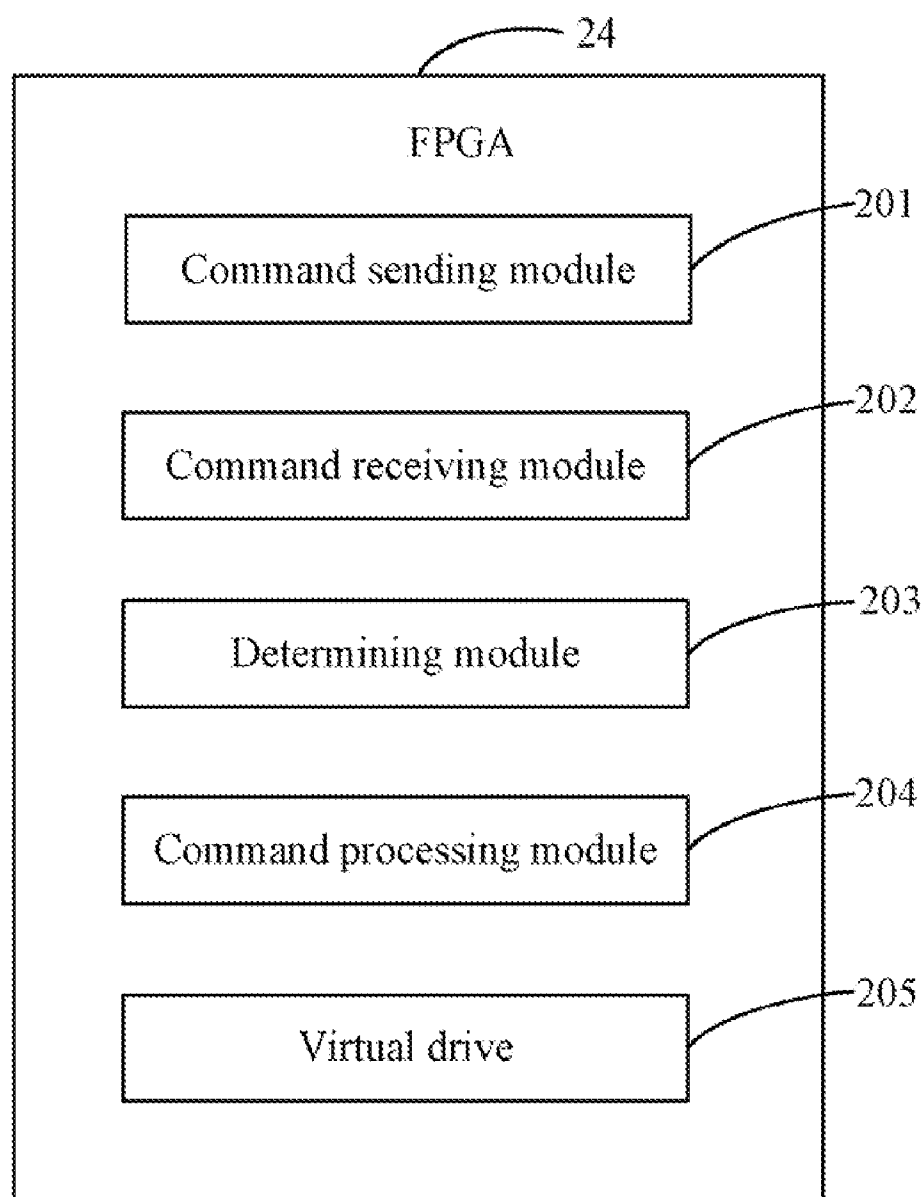 24
FPGA
201
Command sending module
202
Command receiving module
203
Determining module
204
Command processing module
205
Virtual drive